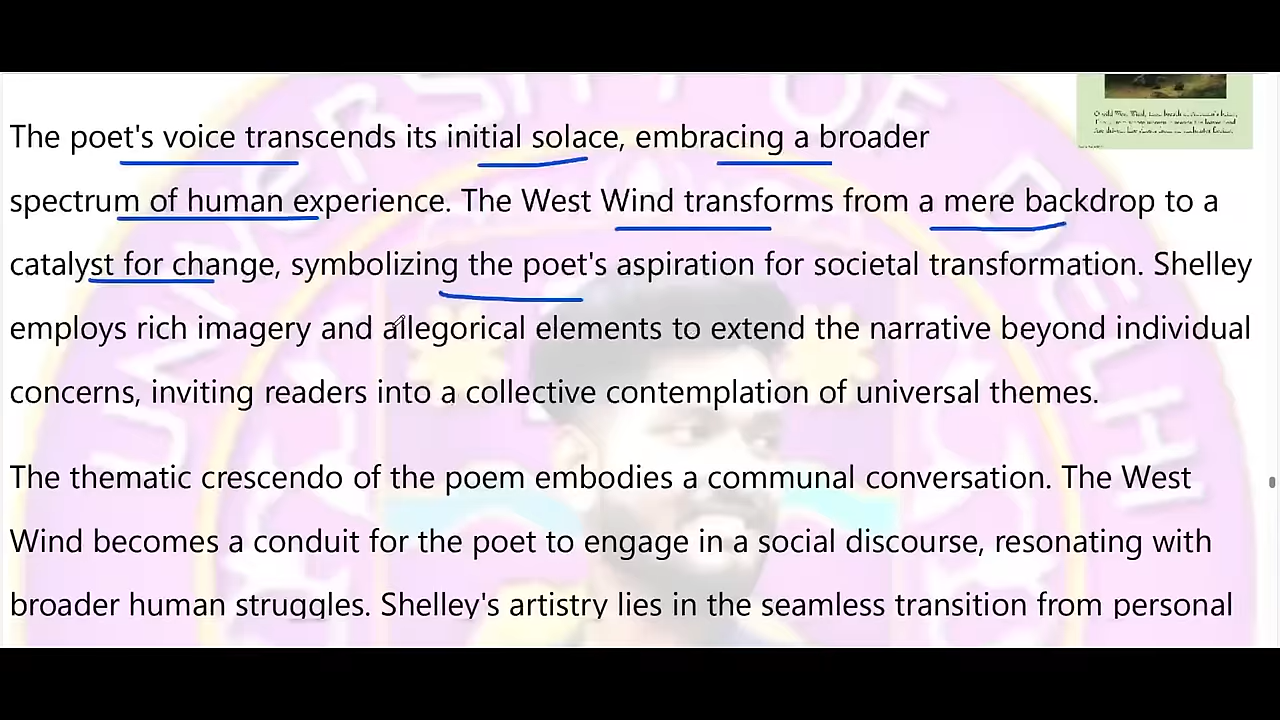 The poet's voice transcends its initial solace, embracing a broader
spectrum of human experience. The West Wind transforms from a mere backdrop to a
catalyst for change, symbolizing the poet's aspiration for societal transformation. Shelley
employs rich imagery and allegorical elements to extend the narrative beyond individual
concerns, inviting readers into a collective contemplation of universal themes.
The thematic crescendo of the poem embodies a communal conversation. The West
Wind becomes a conduit for the poet to engage in a social discourse, resonating with
broader human struggles. Shelley's artistry lies in the seamless transition from personal
UNIVERSITY OF DELHI